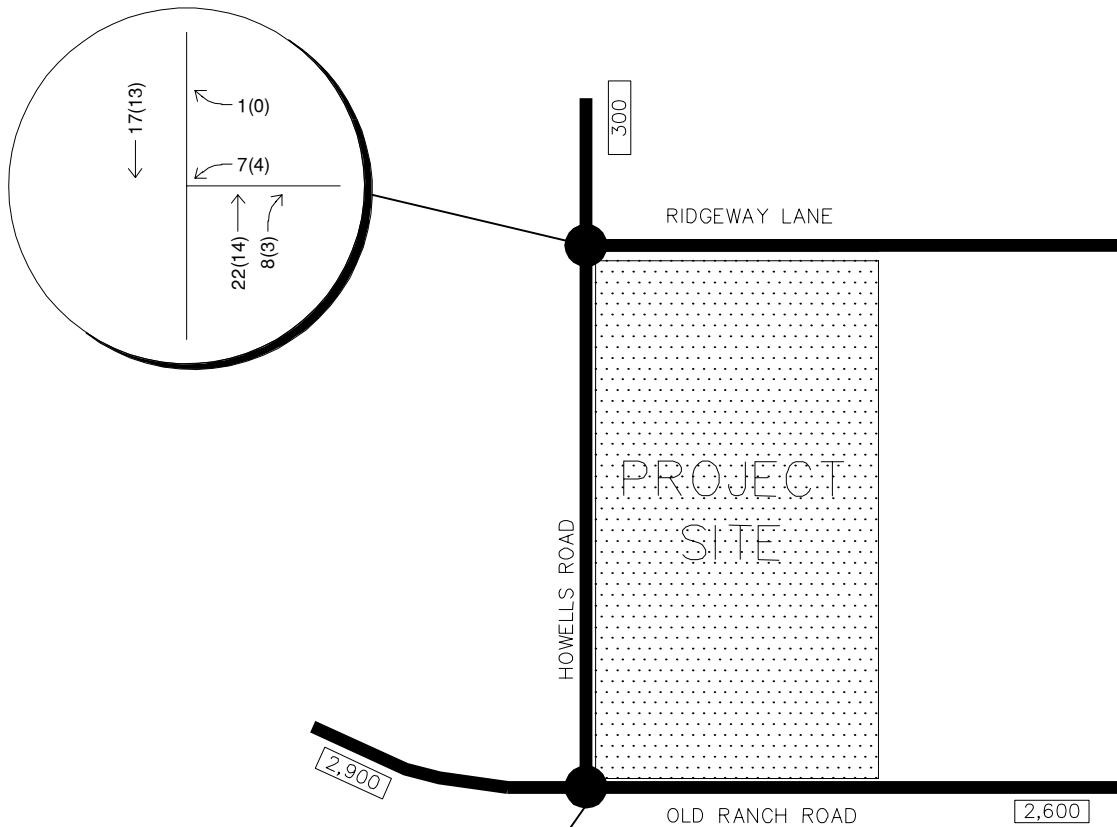 17(13)
1(0)
7(4)
22(14)
8(3)
300
RIDGEWAY LANE
PROJECT
SITE
HOWELLS ROAD
2,900
OLD RANCH ROAD
2,600